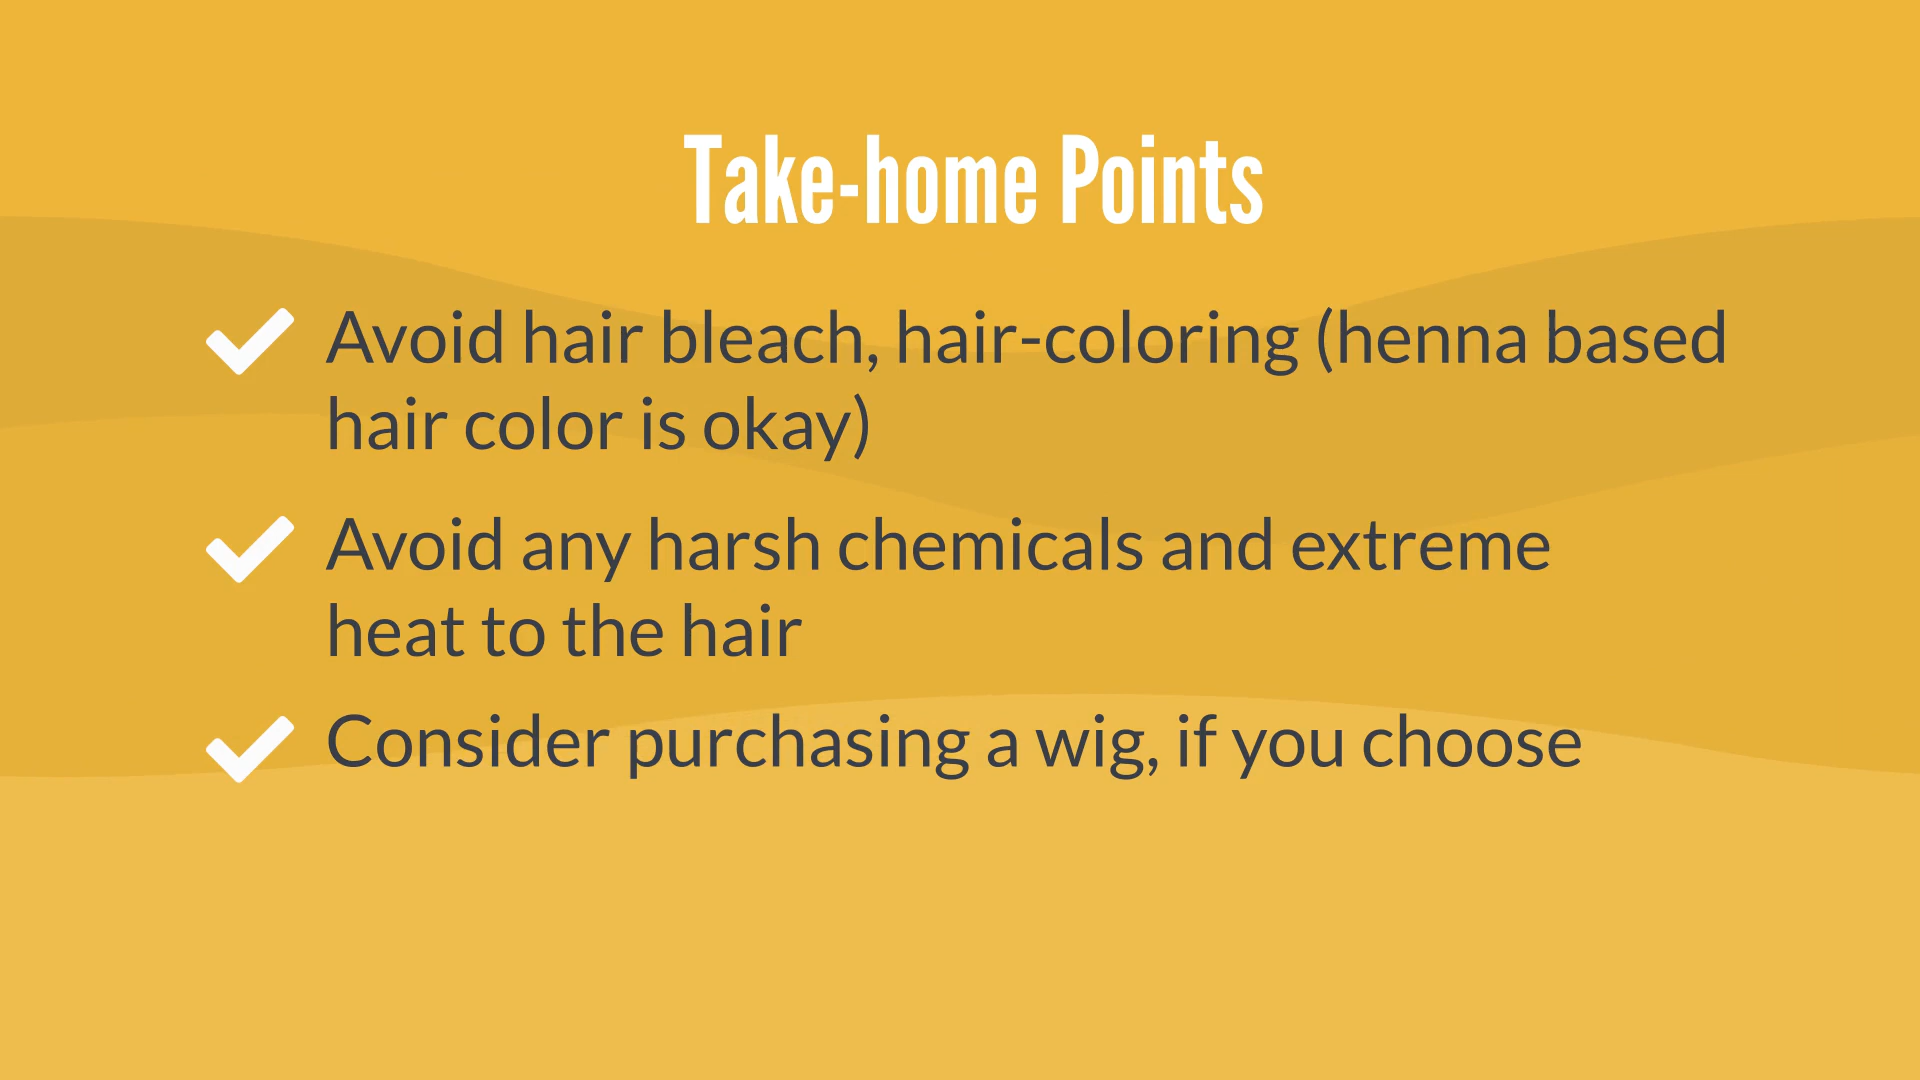 Take-home Points
Avoid hair bleach, hair-coloring (henna based
hair color is okay)
Avoid any harsh chemicals and extreme
heat to the hair
Consider purchasing a wig, if you choose